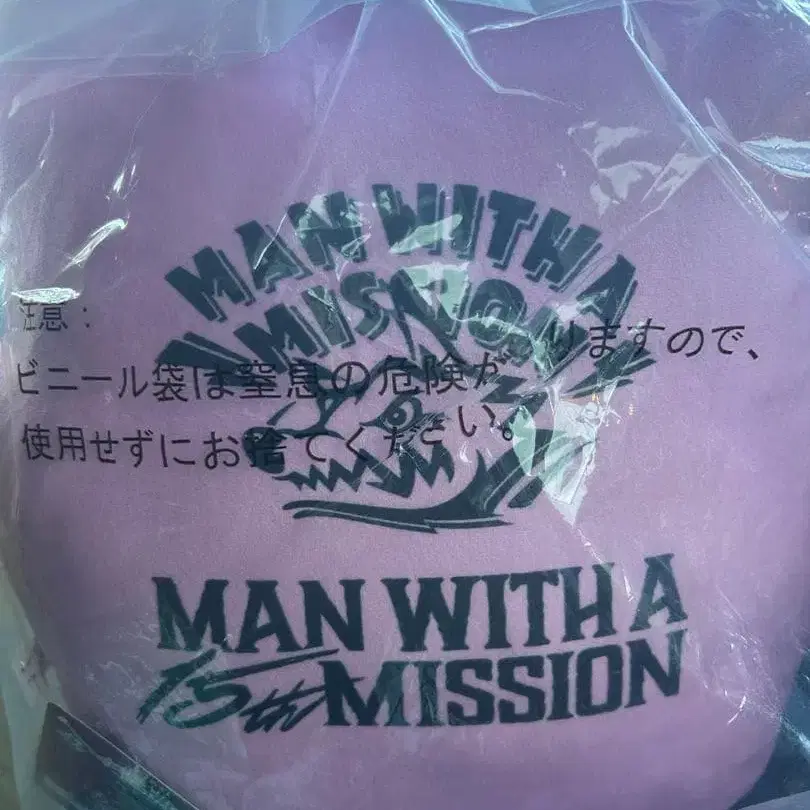 MAN WITH A
MISSION
注意：
ビニール袋は窒息の危険がありますので、
使用せずにお捨てください。
MAN WITH A
15th MISSION